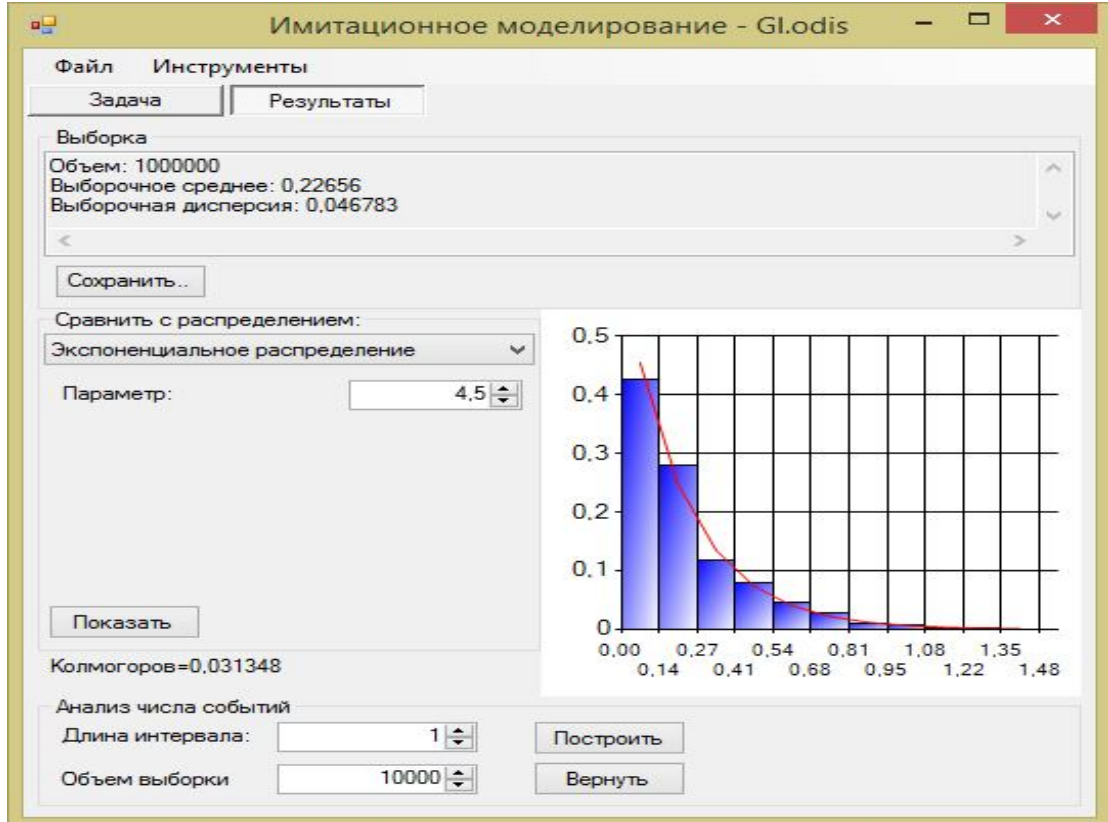 Имитационное моделирование - GI.odis
Файл Инструменты
Задача Результаты
Выборка
Объем: 1000000
Выборочное среднее: 0,22656
Выборочная дисперсия: 0,046783
Сохранить..
Сравнить с распределением:
Экспоненциальное распределение
Параметр: 4,5
Показать
Колмогоров=0,031348
0,5
0,4
0,3
0,2
0,1
0
0,00 0,27 0,54 0,81 1,08 1,35
0,14 0,41 0,68 0,95 1,22 1,48
Анализ числа событий
Длина интервала: 1 Построить
Объем выборки 10000 Вернуть